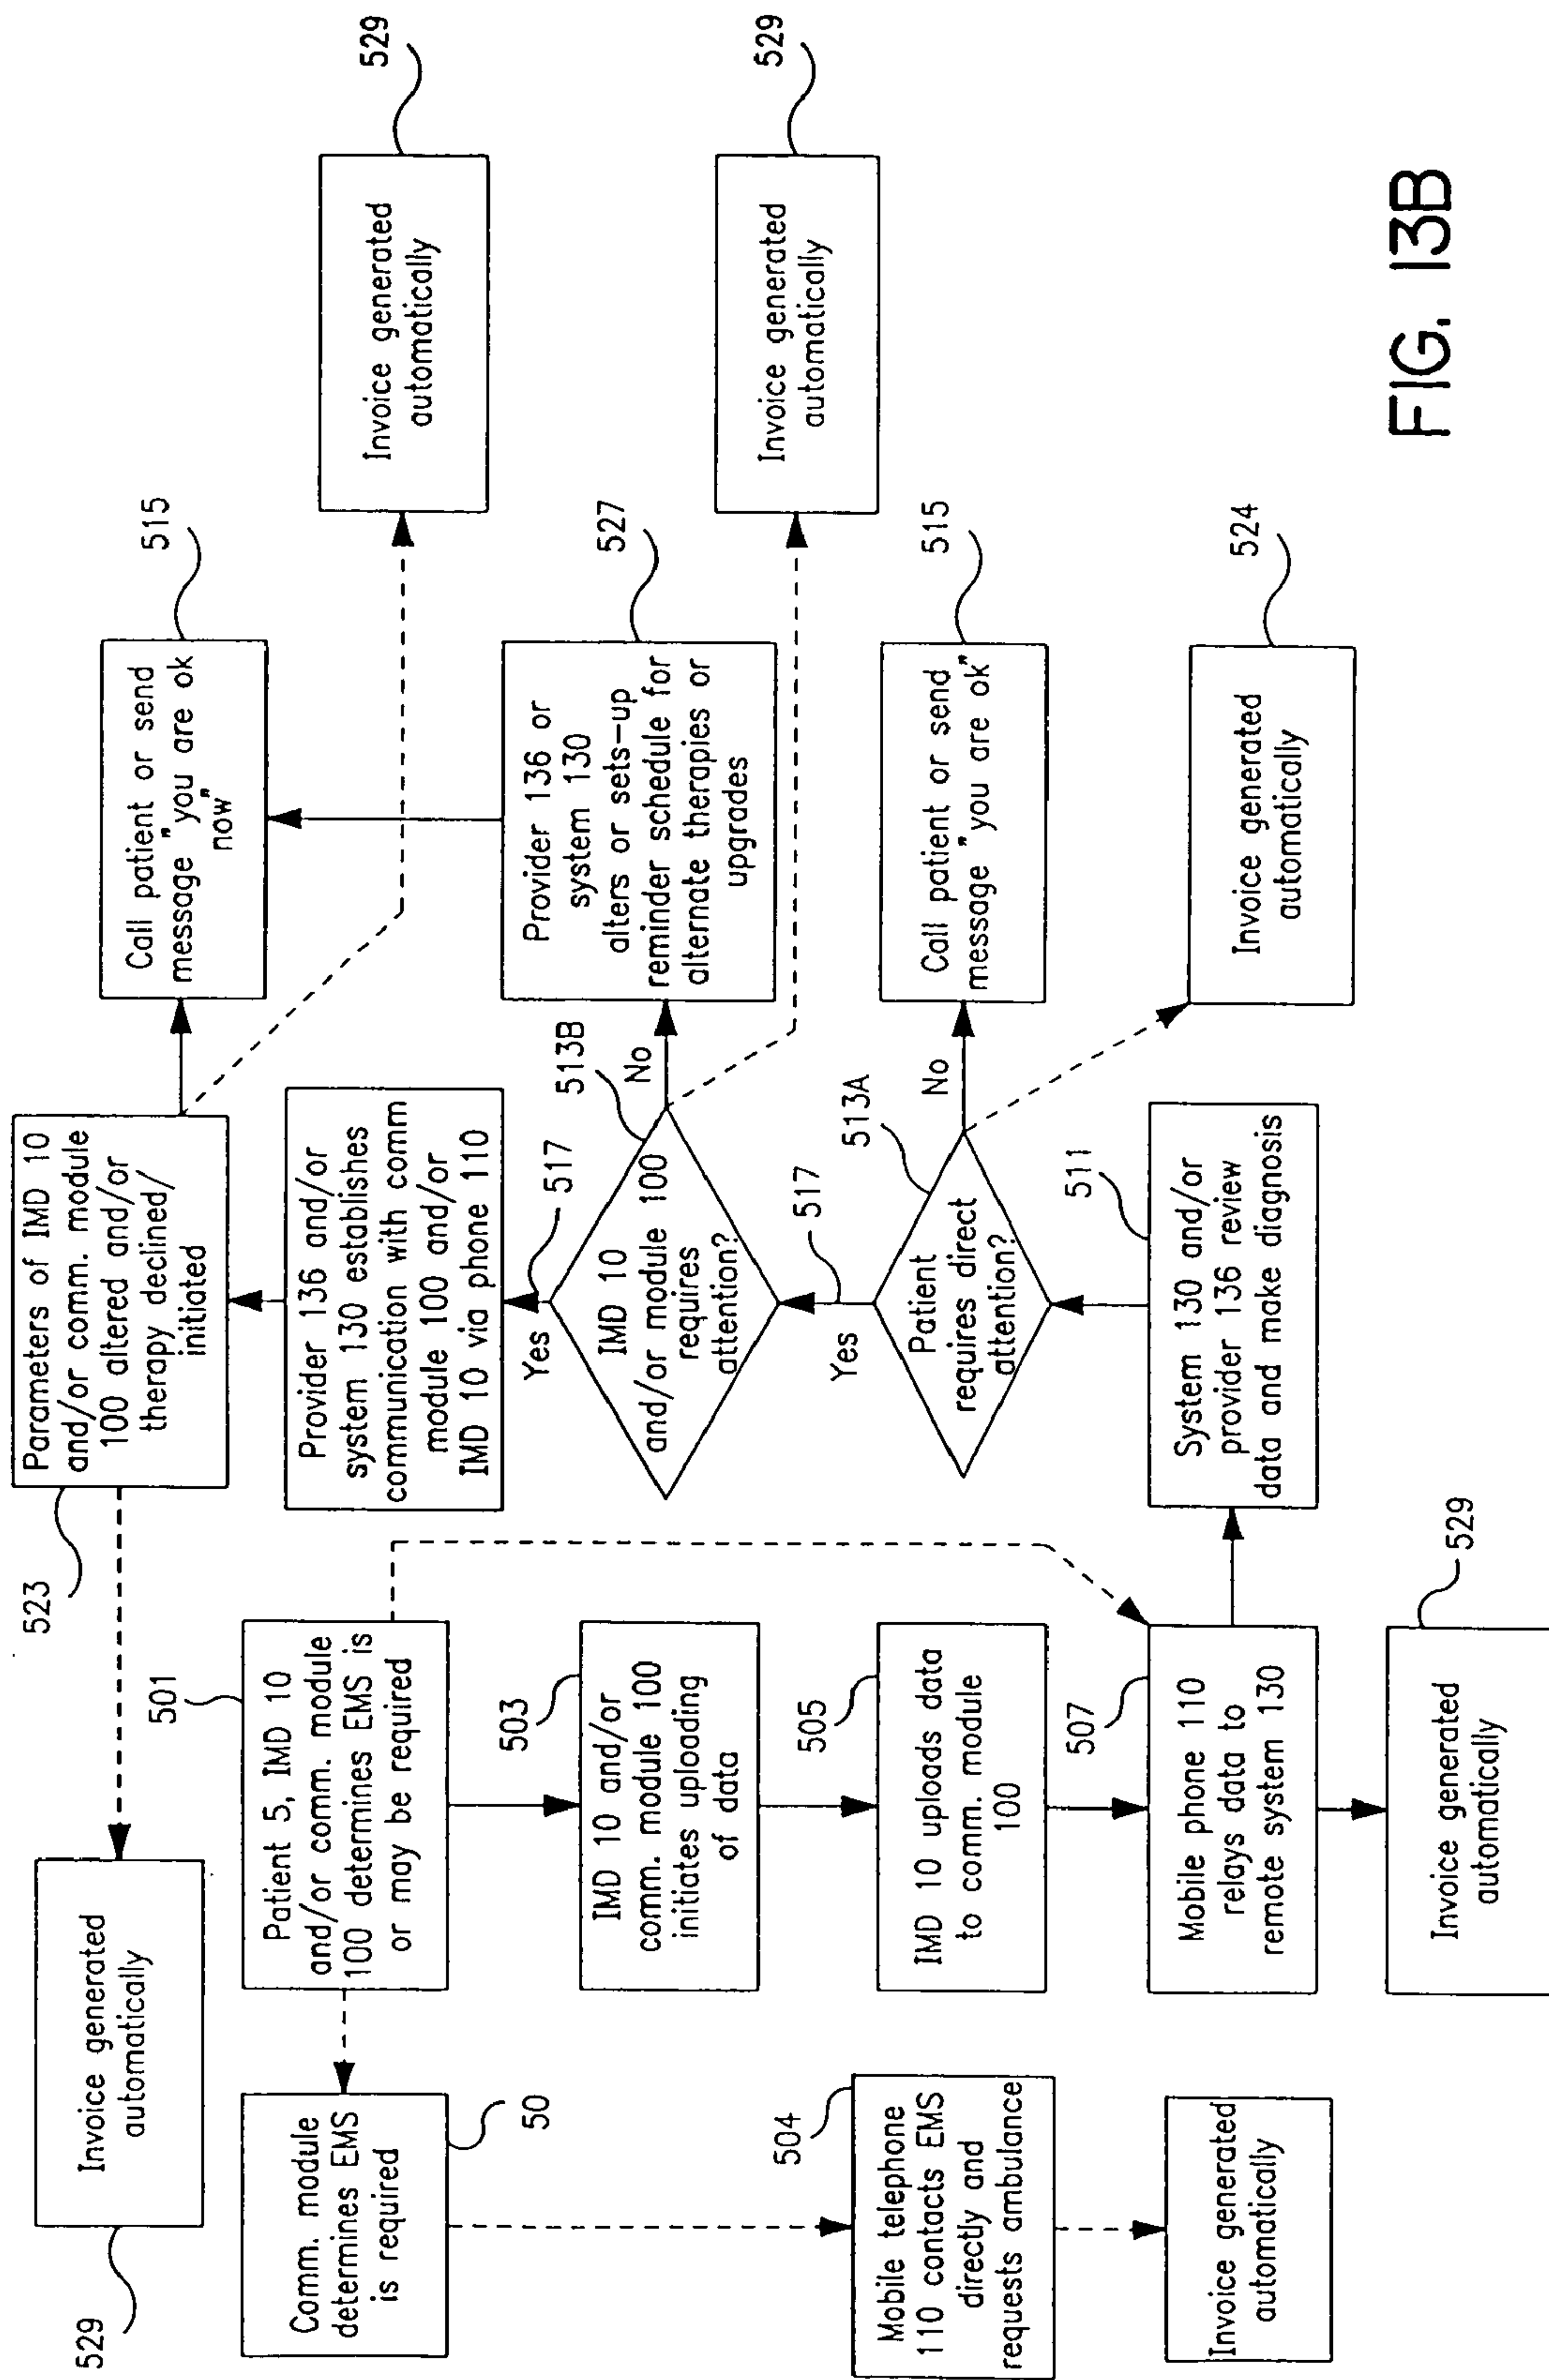 529
Invoice generated
automatically
523
Parameters of IMD 10
and/or comm. module
100 altered and/or
therapy declined/
initiated
Call patient or send
message "you are ok
now"
515
501
Patient 5, IMD 10
and/or comm. module
100 determines EMS is
or may be required
Comm. module
determines EMS
is required
50
Provider 136 and/or
system 130 establishes
communication with comm
module 100 and/or
IMD 10 via phone 110
Invoice generated
automatically
529
Yes
517
513B
IMD 10
and/or module 100
requires
attention?
No
Provider 136 or
system 130
alters or sets-up
reminder schedule for
alternate therapies or
upgrades
527
503
IMD 10 and/or
comm. module 100
initiates uploading
of data
Invoice generated
automatically
529
Yes
517
513A
Patient
requires direct
attention?
No
Call patient or send
message "you are ok"
515
505
IMD 10 uploads data
to comm. module
100
504
Mobile telephone
110 contacts EMS
directly and
requests ambulance
Invoice generated
automatically
507
Mobile phone 110
relays data to
remote system 130
511
System 130 and/or
provider 136 review
data and make diagnosis
Invoice generated
automatically
524
Invoice generated
automatically
529
FIG. 13B